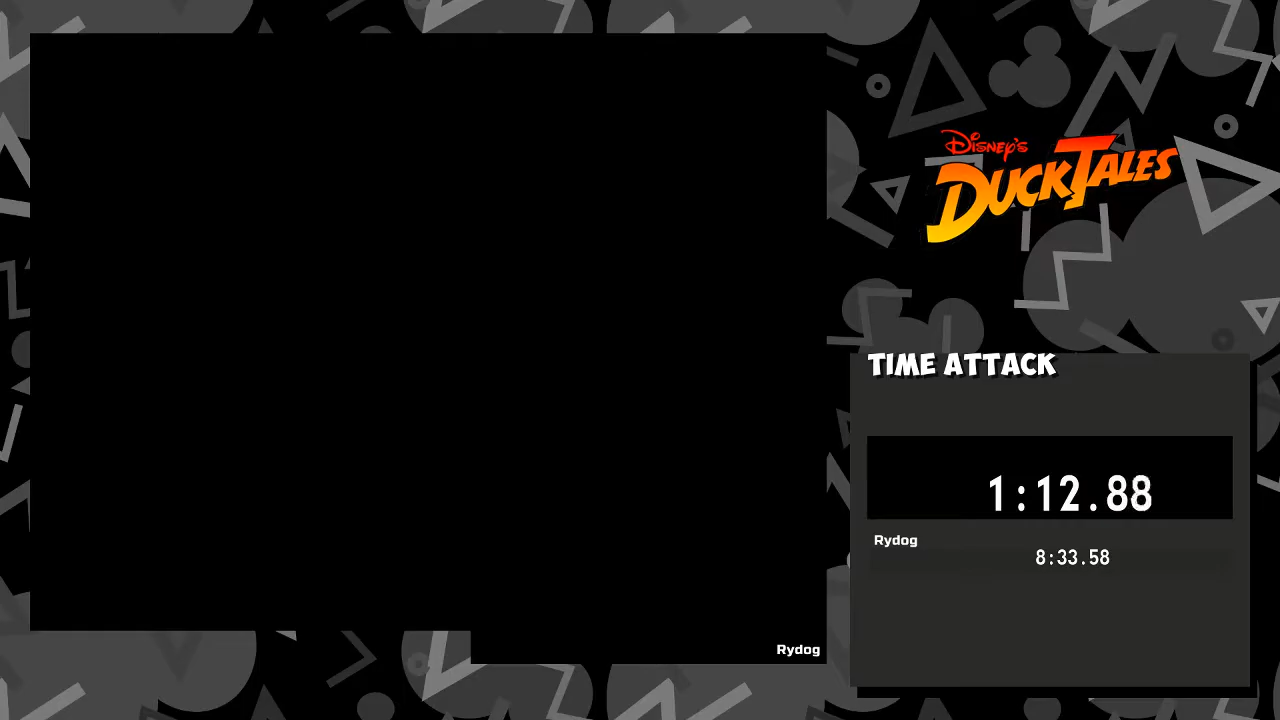 DISNEY'S
DUCKTALES
TIME ATTACK
1:12.88
Rydog
8:33.58
Rydog